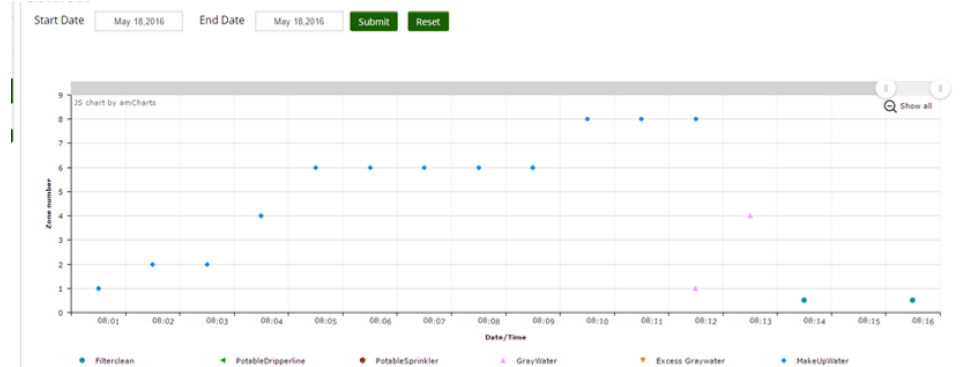 Start Date May 18,2016 End Date May 18,2016 Submit Reset
9
JS chart by amCharts
Show all
8
7
6
5
4
3
2
1
0
Zone number
08:01 08:02 08:03 08:04 08:05 08:06 08:07 08:08 08:09 08:10 08:11 08:12 08:13 08:14 08:15 08:16
Date/Time
Filterclean PotableDripperline PotableSprinkler GrayWater Excess Graywater MakeUpWater